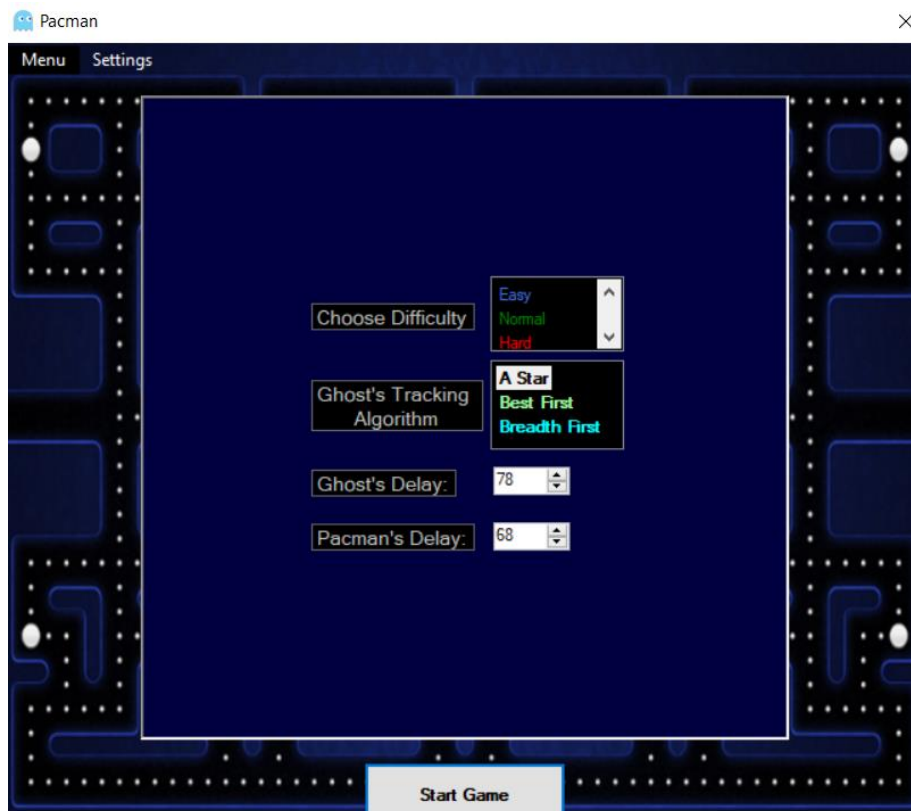 Pacman
Menu Settings
Choose Difficulty
Easy
Normal
Hard
Ghost's Tracking
Algorithm
A Star
Best First
Breadth First
Ghost's Delay:
78
Pacman's Delay:
68
Start Game